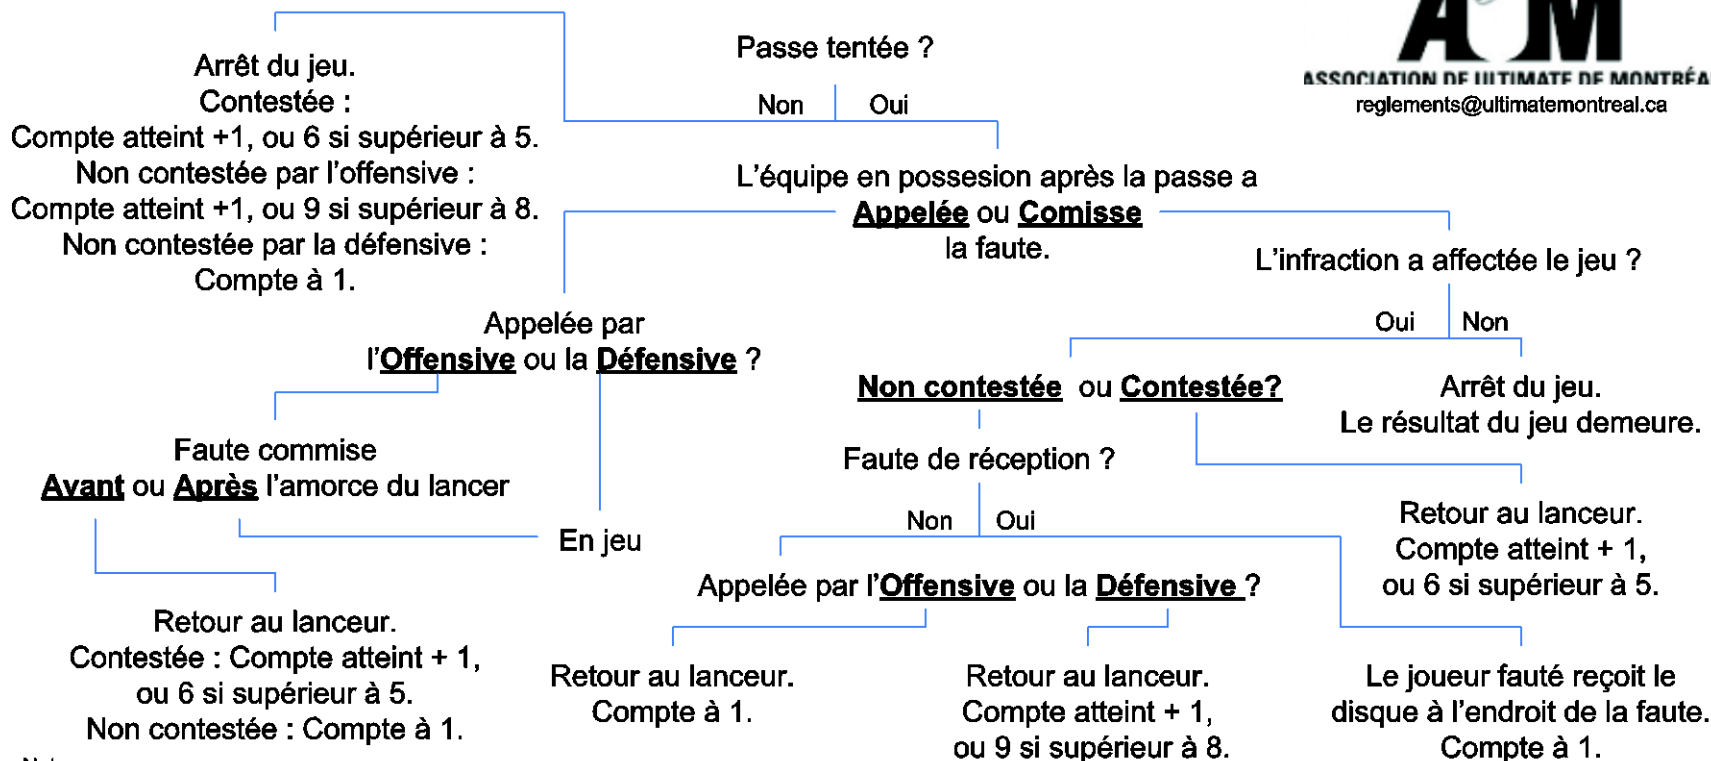 AUM
ASSOCIATION DE ULTIMATE DE MONTRÉAL
reglements@ultimatemontreal.ca
Passe tentée ?
Non
Oui
Arrêt du jeu.
Contestée :
Compte atteint +1, ou 6 si supérieur à 5.
Non contestée par l'offensive :
Compte atteint +1, ou 9 si supérieur à 8.
Non contestée par la défensive :
Compte à 1.
L'équipe en possesion après la passe a
Appelée ou Comisse
la faute.
L'infraction a affectée le jeu ?
Oui
Non
Appelée par
l'Offensive ou la Défensive ?
Non contestée ou Contestée?
Arrêt du jeu.
Le résultat du jeu demeure.
Faute commise
Avant ou Après l'amorce du lancer
Faute de réception ?
Non
Oui
En jeu
Retour au lanceur.
Compte atteint + 1,
ou 6 si supérieur à 5.
Appelée par l'Offensive ou la Défensive ?
Retour au lanceur.
Contestée : Compte atteint + 1,
ou 6 si supérieur à 5.
Non contestée : Compte à 1.
Retour au lanceur.
Compte à 1.
Retour au lanceur.
Compte atteint + 1,
ou 9 si supérieur à 8.
Le joueur fauté reçoit le
disque à l'endroit de la faute.
Compte à 1.